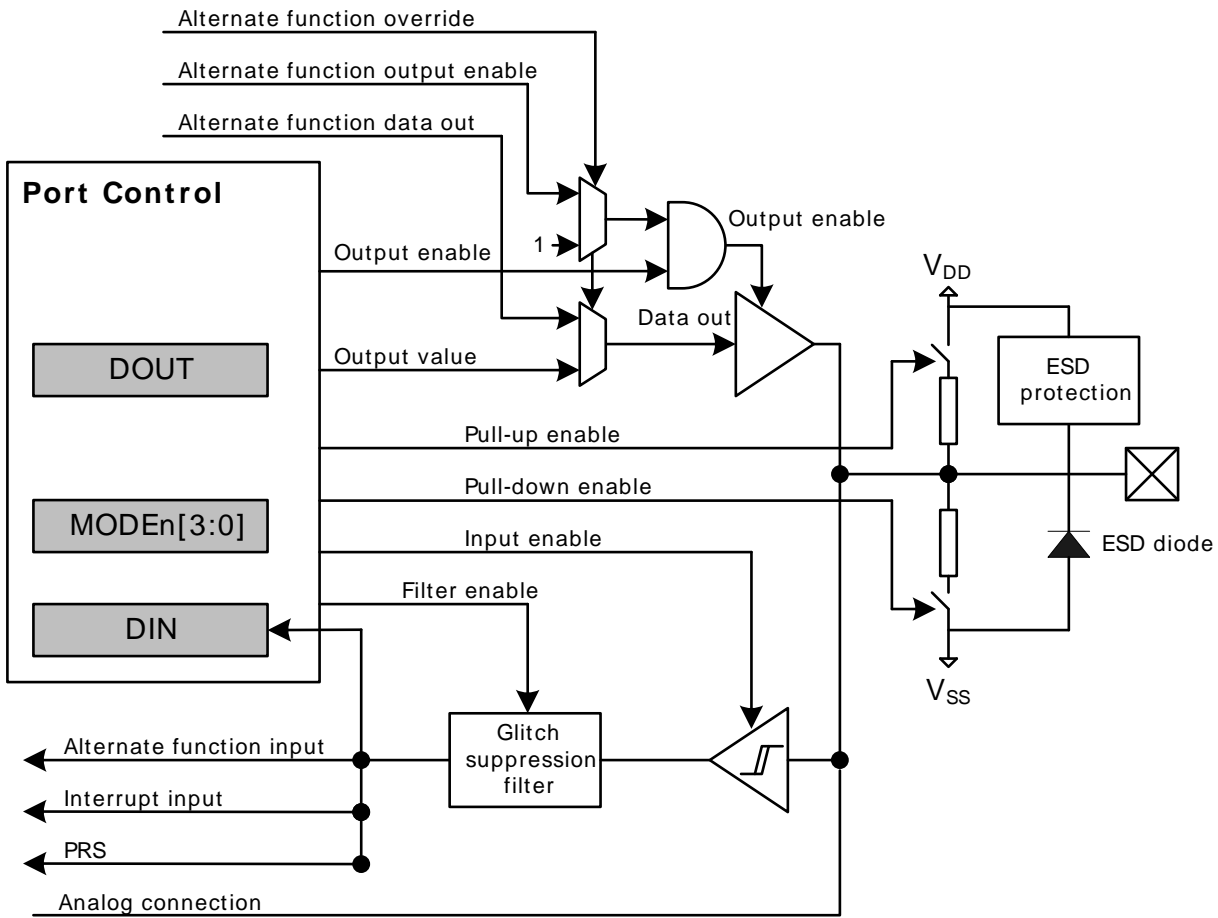 Alternate function override
Alternate function output enable
Alternate function data out
Port Control
Output enable
1
Output enable
VDD
Data out
Output value
DOUT
ESD
protection
Pull-up enable
Pull-down enable
MODEn[3:0]
Input enable
ESD diode
Filter enable
DIN
VSS
Glitch
suppression
filter
Alternate function input
Interrupt input
PRS
Analog connection